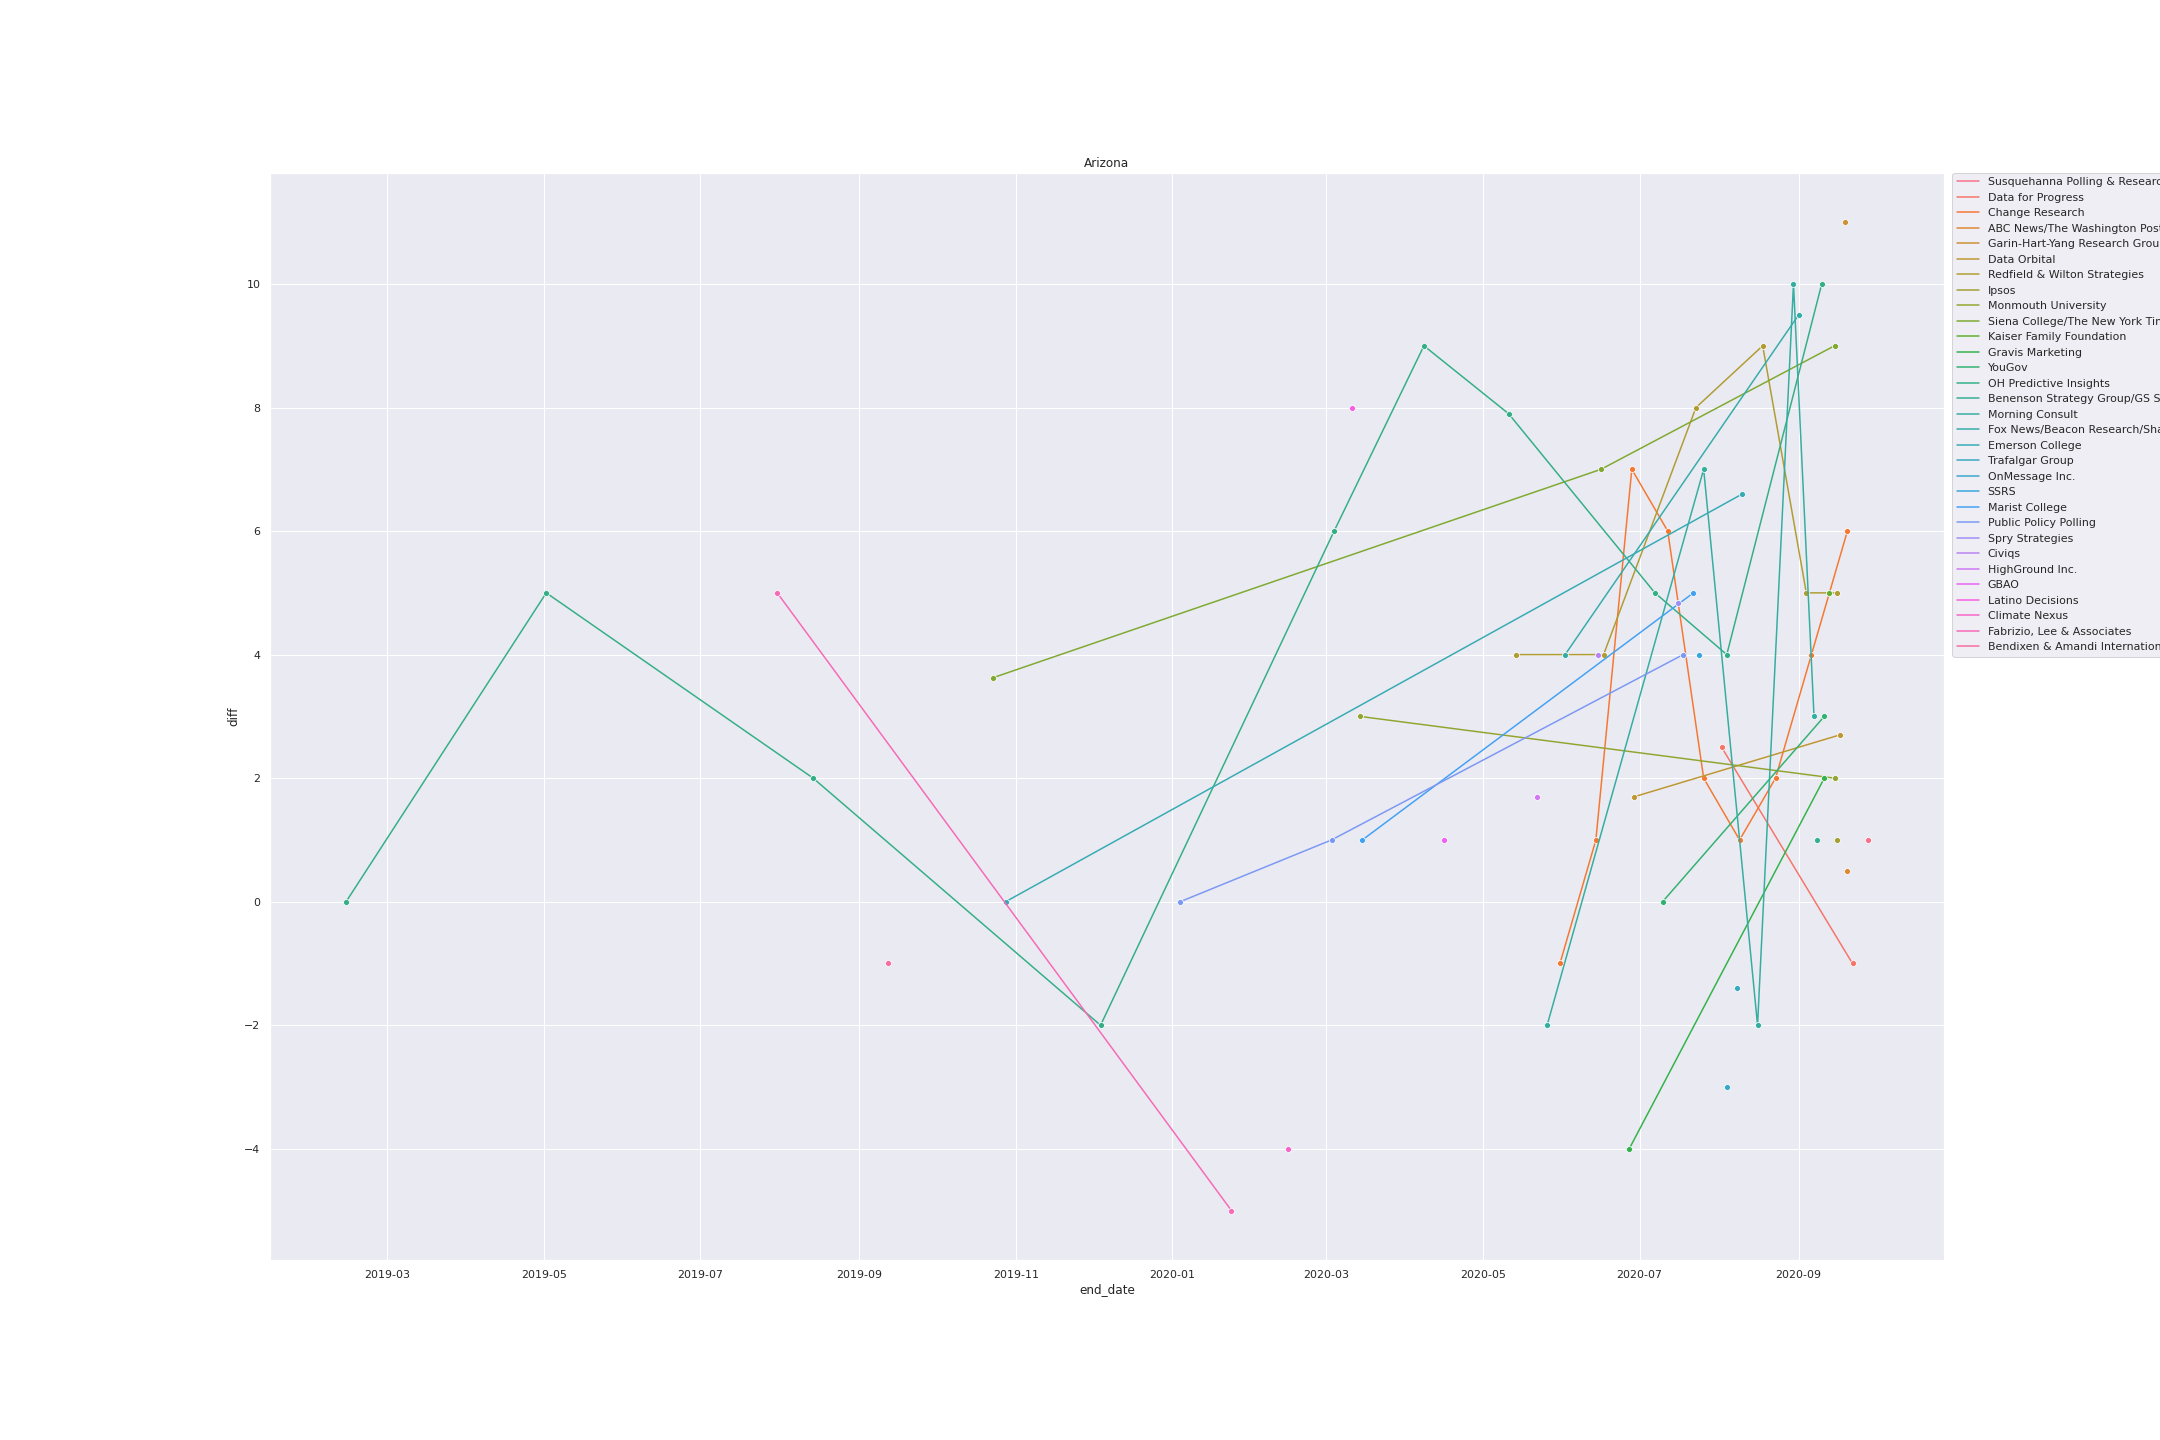 Arizona
Susquehanna Polling & Researc
Data for Progress
Change Research
ABC News/The Washington Post
Garin-Hart-Yang Research Grou
Data Orbital
Redfield & Wilton Strategies
Ipsos
Monmouth University
Siena College/The New York Tin
Kaiser Family Foundation
Gravis Marketing
YouGov
OH Predictive Insights
Benenson Strategy Group/GS S
Morning Consult
Fox News/Beacon Research/Sha
Emerson College
Trafalgar Group
OnMessage Inc.
SSRS
Marist College
Public Policy Polling
Spry Strategies
Civiqs
HighGround Inc.
GBAO
Latino Decisions
Climate Nexus
Fabrizio, Lee & Associates
Bendixen & Amandi Internation
10
8
6
4
2
0
−2
−4
diff
2019-03
2019-05
2019-07
2019-09
2019-11
2020-01
2020-03
2020-05
2020-07
2020-09
end_date